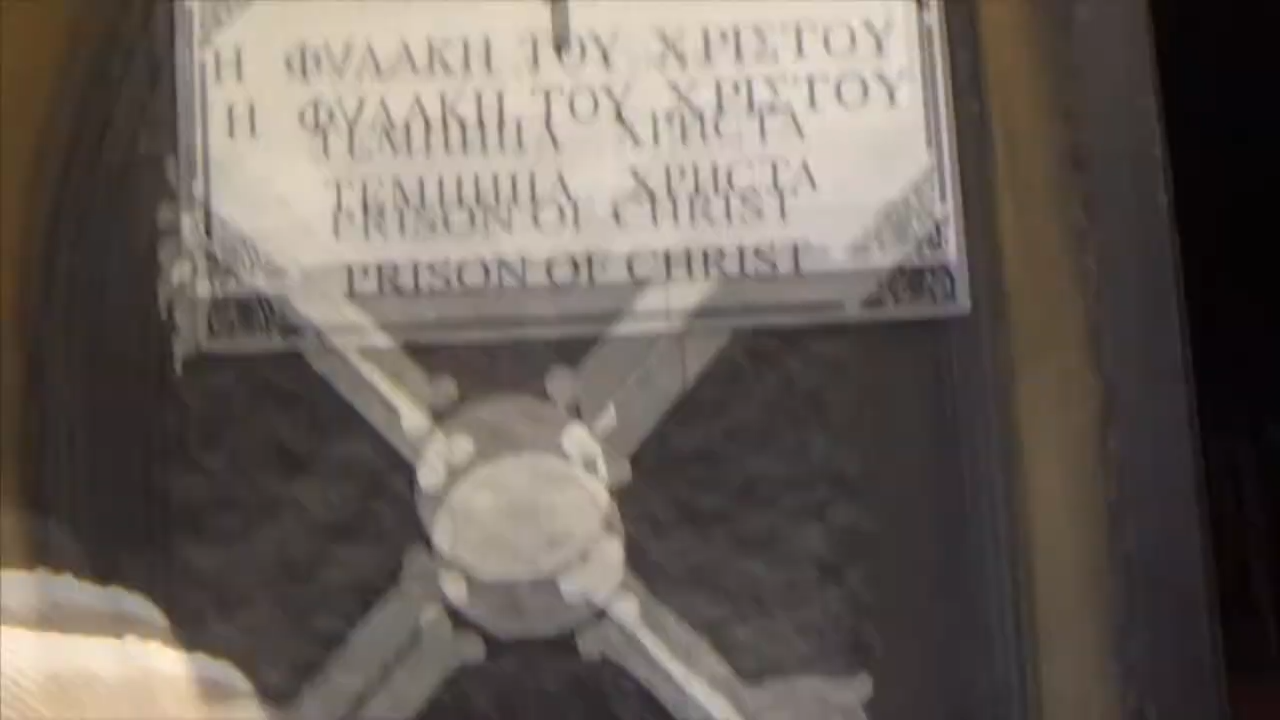 Η ΦΥΛΑΚΗ ΤΟΥ ΧΡΙΣΤΟΥ
ТЕМНИЦА ХРИСТА
PRISON OF CHRIST